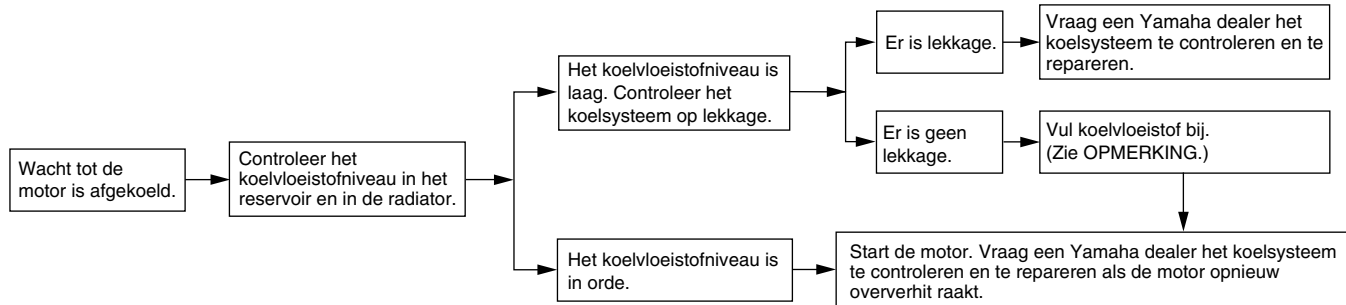 Wacht tot de
motor is afgekoeld.
Controleer het
koelvloeistofniveau in het
reservoir en in de radiator.
Het koelvloeistofniveau is
laag. Controleer het
koelsysteem op lekkage.
Er is lekkage.
Vraag een Yamaha dealer het
koelsysteem te controleren en te
repareren.
Er is geen
lekkage.
Vul koelvloeistof bij.
(Zie OPMERKING.)
Het koelvloeistofniveau is
in orde.
Start de motor. Vraag een Yamaha dealer het koelsysteem
te controleren en te repareren als de motor opnieuw
oververhit raakt.